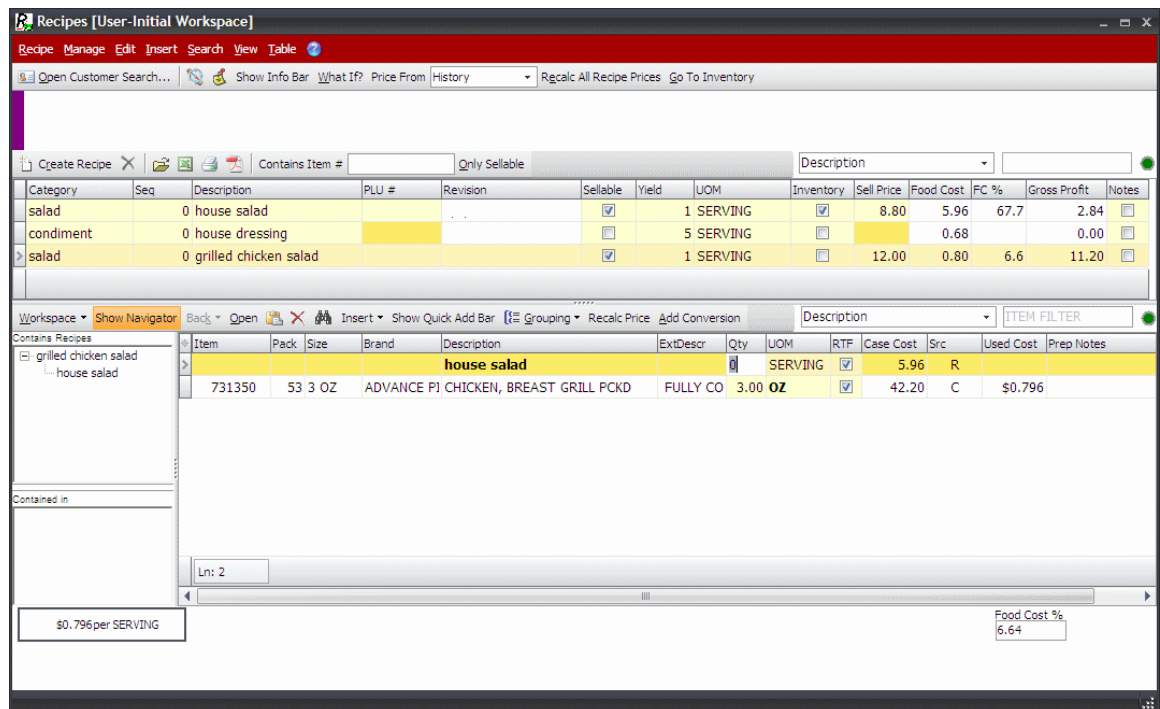 Recipes [User-Initial Workspace]
Recipe Manage Edit Insert Search View Table ?
Open Customer Search... Show Info Bar What If? Price From History Recalc All Recipe Prices Go To Inventory
Create Recipe Contains Item # Only Sellable Description
Category Seq Description PLU # Revision Sellable Yield UOM Inventory Sell Price Food Cost FC % Gross Profit Notes
salad 0 house salad . . 1 SERVING 8.80 5.96 67.7 2.84
condiment 0 house dressing 5 SERVING 0.68 0.00
salad 0 grilled chicken salad 1 SERVING 12.00 0.80 6.6 11.20
Workspace Show Navigator Back Open Insert Show Quick Add Bar Grouping Recalc Price Add Conversion Description ITEM FILTER
Contains Recipes
grilled chicken salad
house salad
Item Pack Size Brand Description ExtDescr Qty UOM RTF Case Cost Src Used Cost Prep Notes
house salad 0 SERVING 5.96 R
731350 53 3 OZ ADVANCE PI CHICKEN, BREAST GRILL PCKD FULLY CO 3.00 OZ 42.20 C $0.796
Contained in
Ln: 2
$0.796 per SERVING
Food Cost %
6.64